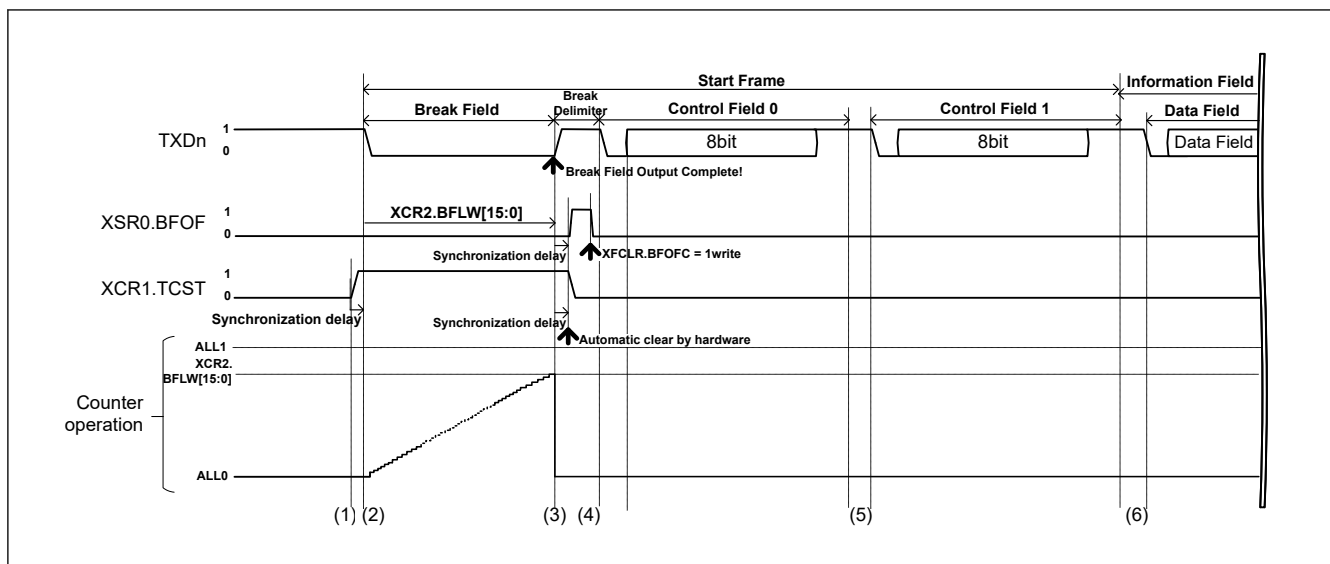 Start Frame
Information Field
Break Field
Break
Delimiter
Control Field 0
Control Field 1
Data Field
TXDn
1
0
8bit
8bit
Data Field
Break Field Output Complete!
XSR0.BFOF
1
0
XCR2.BFLW[15:0]
Synchronization delay
XFCLR.BFOFC = 1write
XCR1.TCST
1
0
Synchronization delay
Synchronization delay
Automatic clear by hardware
ALL1
XCR2.
BFLW[15:0]
Counter
operation
ALL0
(1) (2) (3) (4) (5) (6)